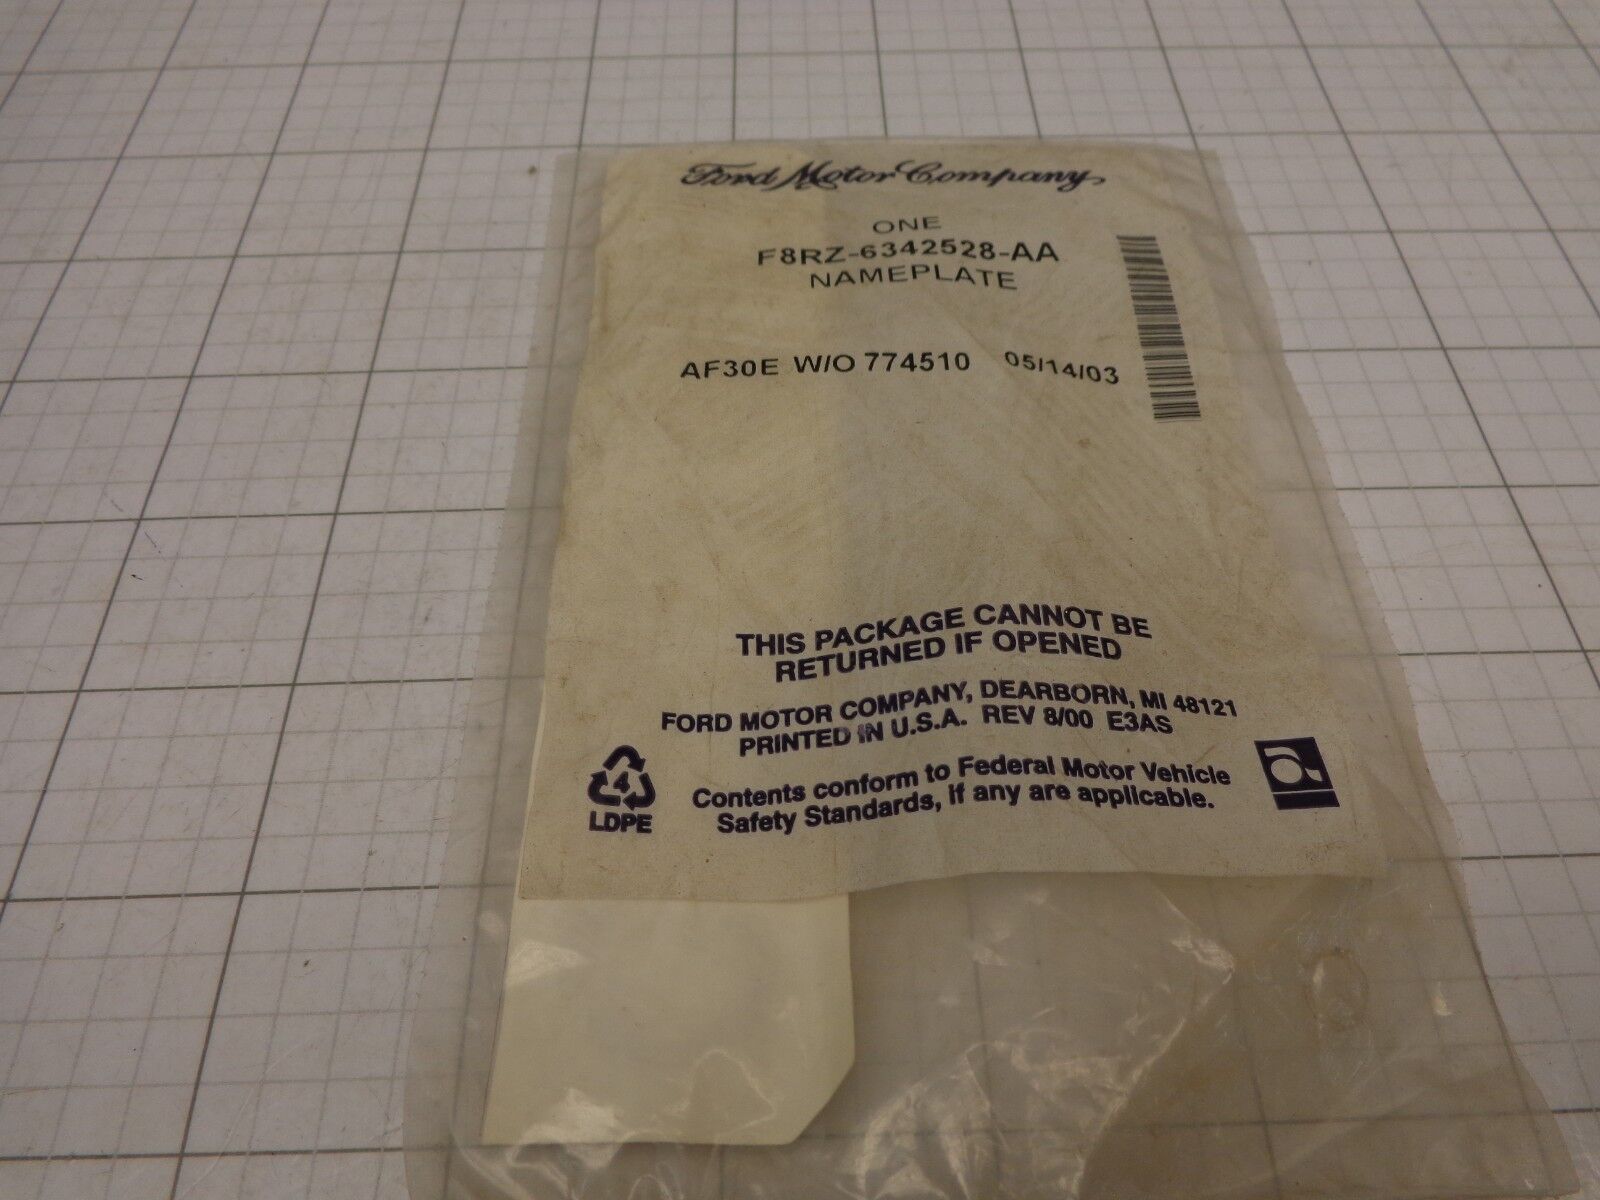 Ford Motor Company
ONE
F8RZ-6342528-AA
NAMEPLATE
AF30E W/O 774510 05/14/03
THIS PACKAGE CANNOT BE
RETURNED IF OPENED
FORD MOTOR COMPANY, DEARBORN, MI 48121
PRINTED IN U.S.A. REV 8/00 E3AS
4
LDPE
Contents conform to Federal Motor Vehicle
Safety Standards, if any are applicable.